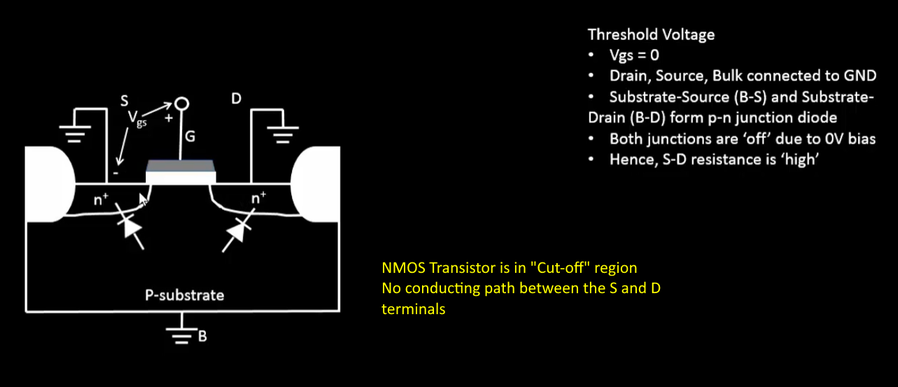 Threshold Voltage
• Vgs = 0
• Drain, Source, Bulk connected to GND
• Substrate-Source (B-S) and Substrate-
Drain (B-D) form p-n junction diode
• Both junctions are ‘off’ due to 0V bias
• Hence, S-D resistance is ‘high’
S
D
Vgs
+
G
-
n+
n+
P-substrate
B
NMOS Transistor is in "Cut-off" region
No conducting path between the S and D
terminals